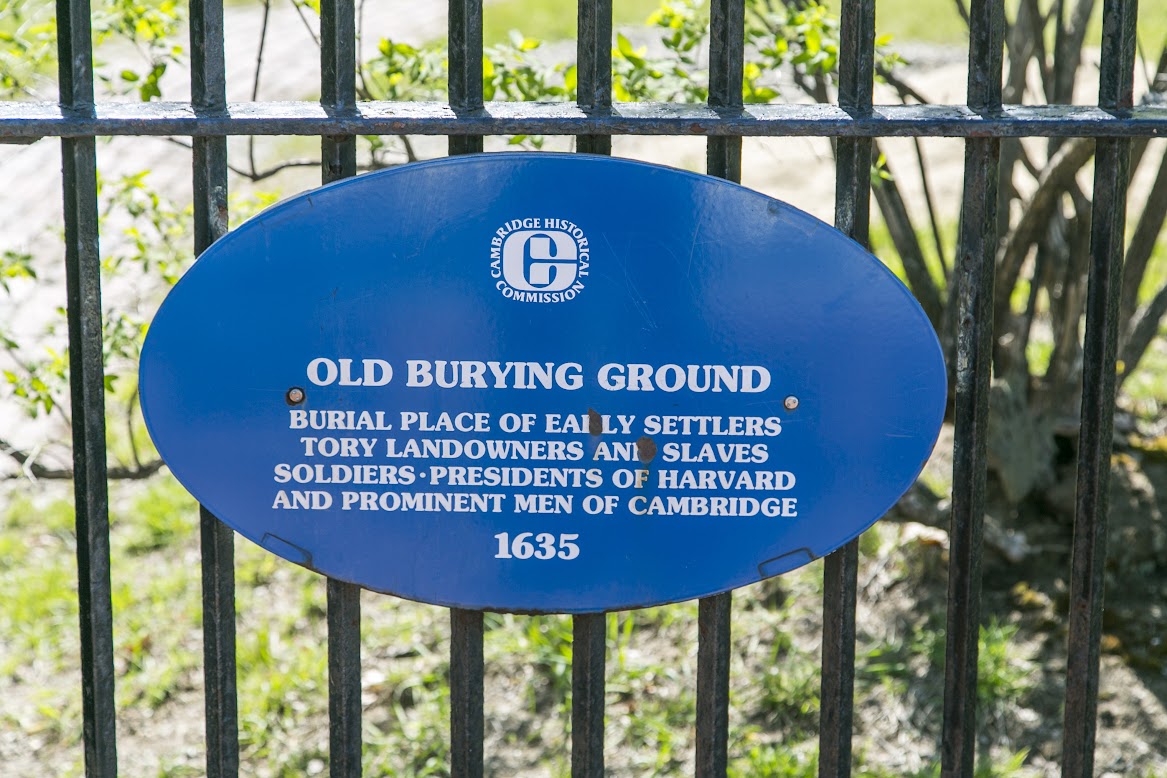 CAMBRIDGE HISTORICAL
COMMISSION
OLD BURYING GROUND
BURIAL PLACE OF EARLY SETTLERS
TORY LANDOWNERS AND SLAVES
SOLDIERS · PRESIDENTS OF HARVARD
AND PROMINENT MEN OF CAMBRIDGE
1635